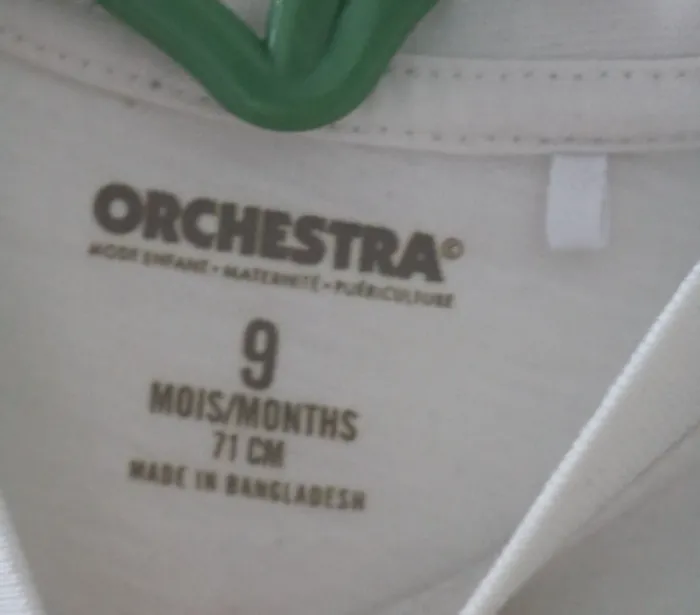 ORCHESTRA©
MODE ENFANT • MATERNITÉ • PUÉRICULTURE
9
MOIS/MONTHS
71 CM
MADE IN BANGLADESH